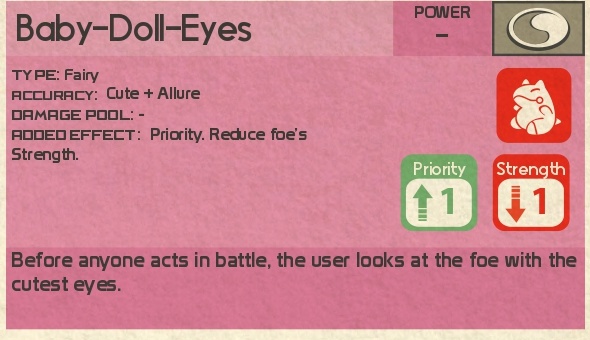 Baby-Doll-Eyes
POWER
–
TYPE: Fairy
ACCURACY: Cute + Allure
DAMAGE POOL: -
ADDED EFFECT: Priority. Reduce foe's
Strength.
Priority
1
Strength
1
Before anyone acts in battle, the user looks at the foe with the
cutest eyes.